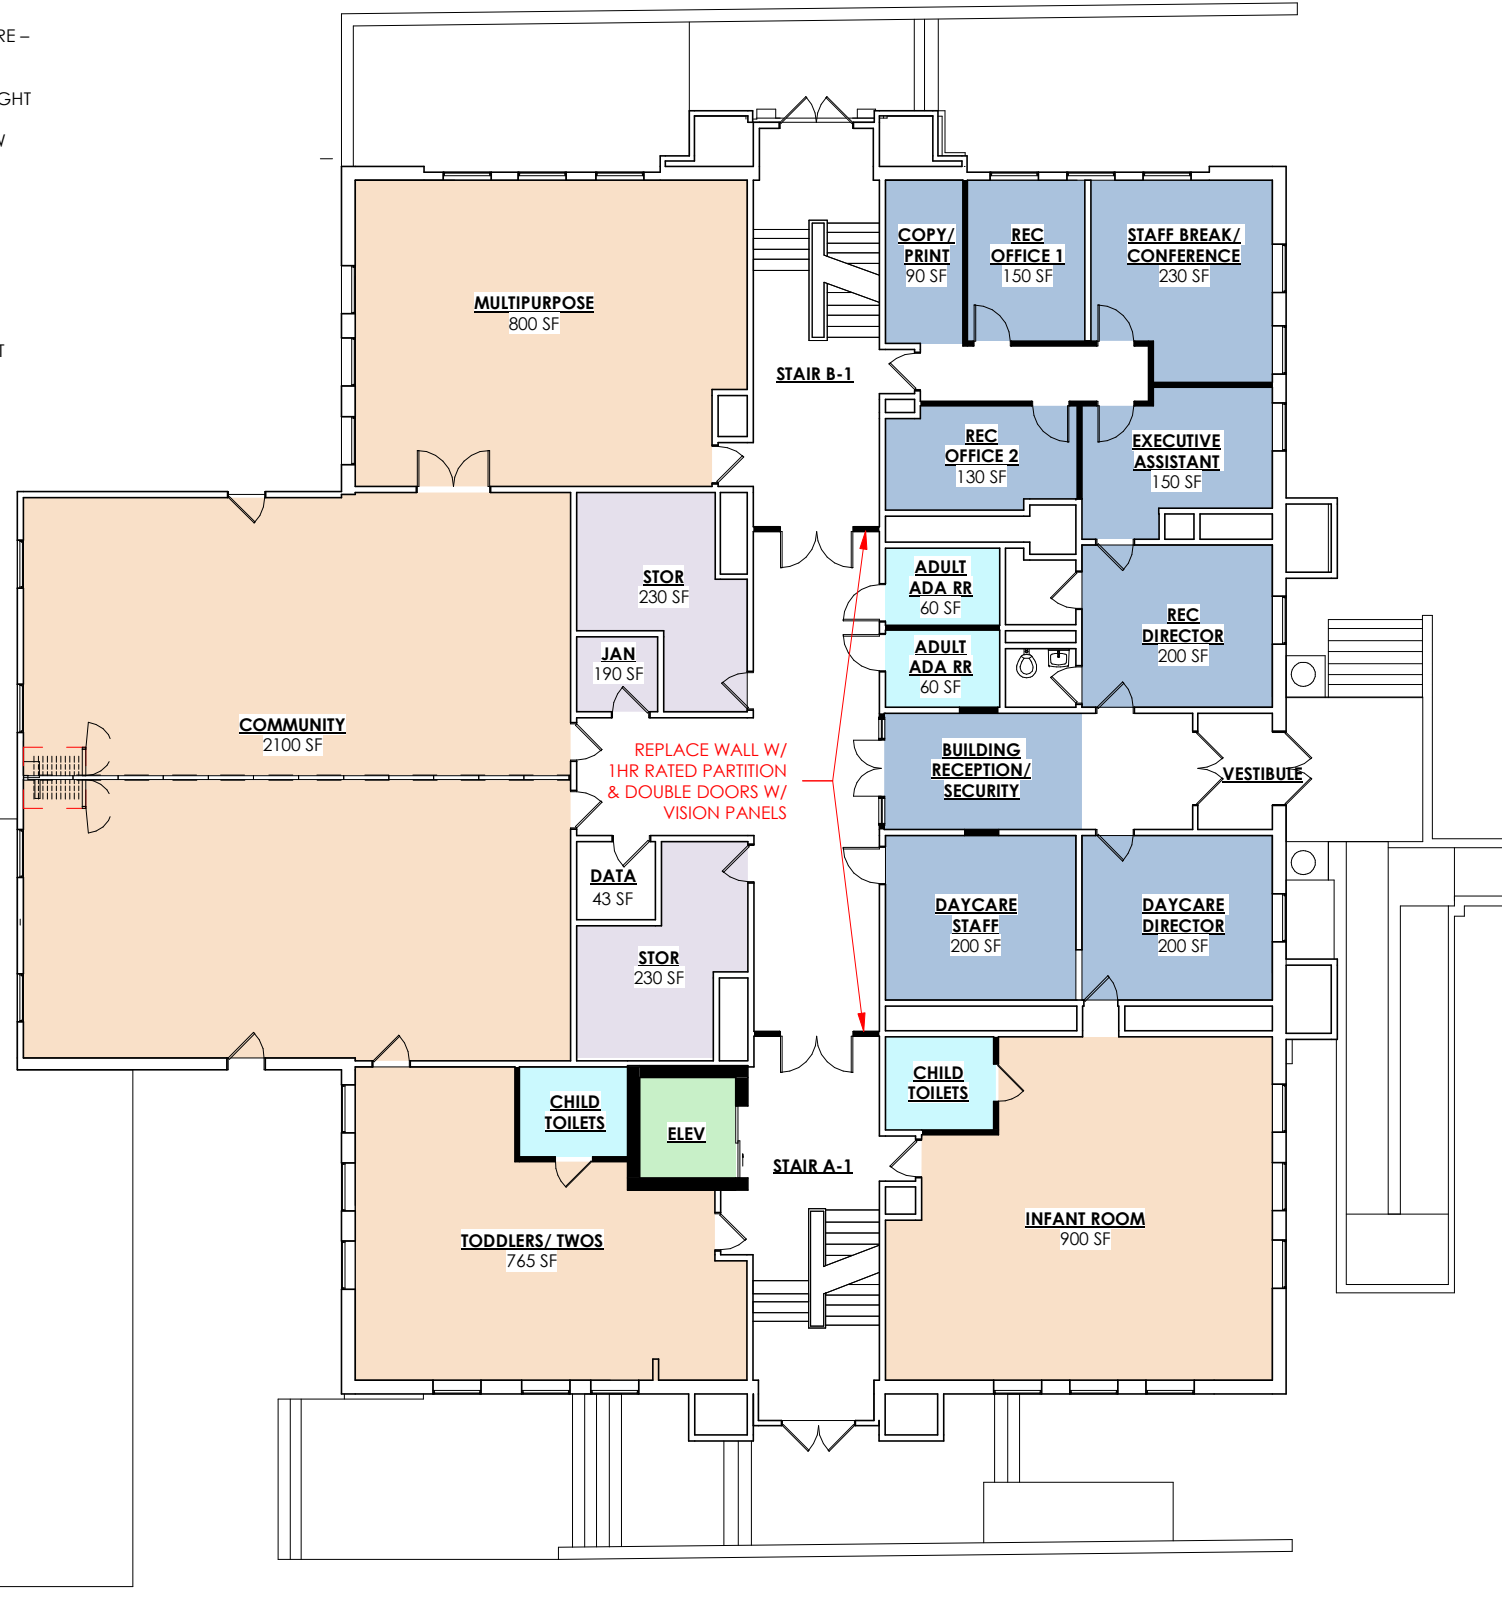 RE –
GHT
W
T
COPY/
PRINT
90 SF
REC
OFFICE 1
150 SF
STAFF BREAK/
CONFERENCE
230 SF
MULTIPURPOSE
800 SF
STAIR B-1
REC
OFFICE 2
130 SF
EXECUTIVE
ASSISTANT
150 SF
STOR
230 SF
ADULT
ADA RR
60 SF
REC
DIRECTOR
200 SF
JAN
190 SF
ADULT
ADA RR
60 SF
COMMUNITY
2100 SF
REPLACE WALL W/
1HR RATED PARTITION
& DOUBLE DOORS W/
VISION PANELS
BUILDING
RECEPTION/
SECURITY
VESTIBULE
DATA
43 SF
DAYCARE
STAFF
200 SF
DAYCARE
DIRECTOR
200 SF
STOR
230 SF
CHILD
TOILETS
ELEV
CHILD
TOILETS
STAIR A-1
TODDLERS/ TWOS
765 SF
INFANT ROOM
900 SF